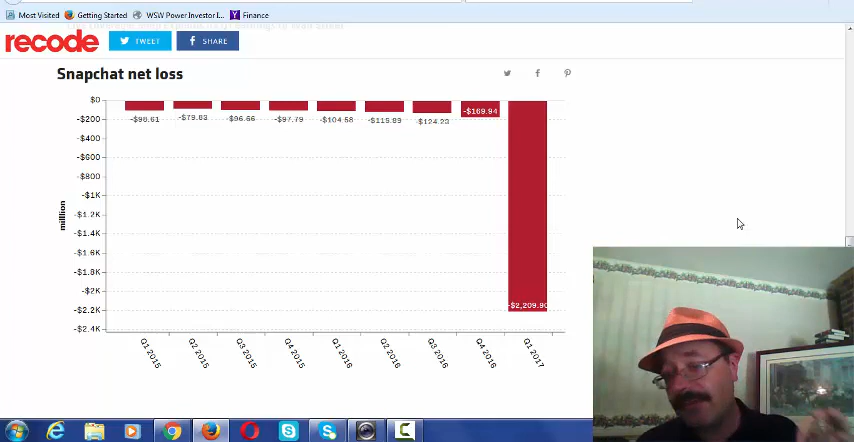 Most Visited Getting Started WSW Power Investor I... Finance
recode TWEET SHARE
Snapchat net loss
$0
-$200
-$400
-$600
-$800
-$1K
-$1.2K
-$1.4K
-$1.6K
-$1.8K
-$2K
-$2.2K
-$2.4K
million
-$98.61 -$79.83 -$96.66 -$97.79 -$104.58 -$115.89 -$124.23 -$169.94 -$2,209.90
Q1 2015 Q2 2015 Q3 2015 Q4 2015 Q1 2016 Q2 2016 Q3 2016 Q4 2016 Q1 2017